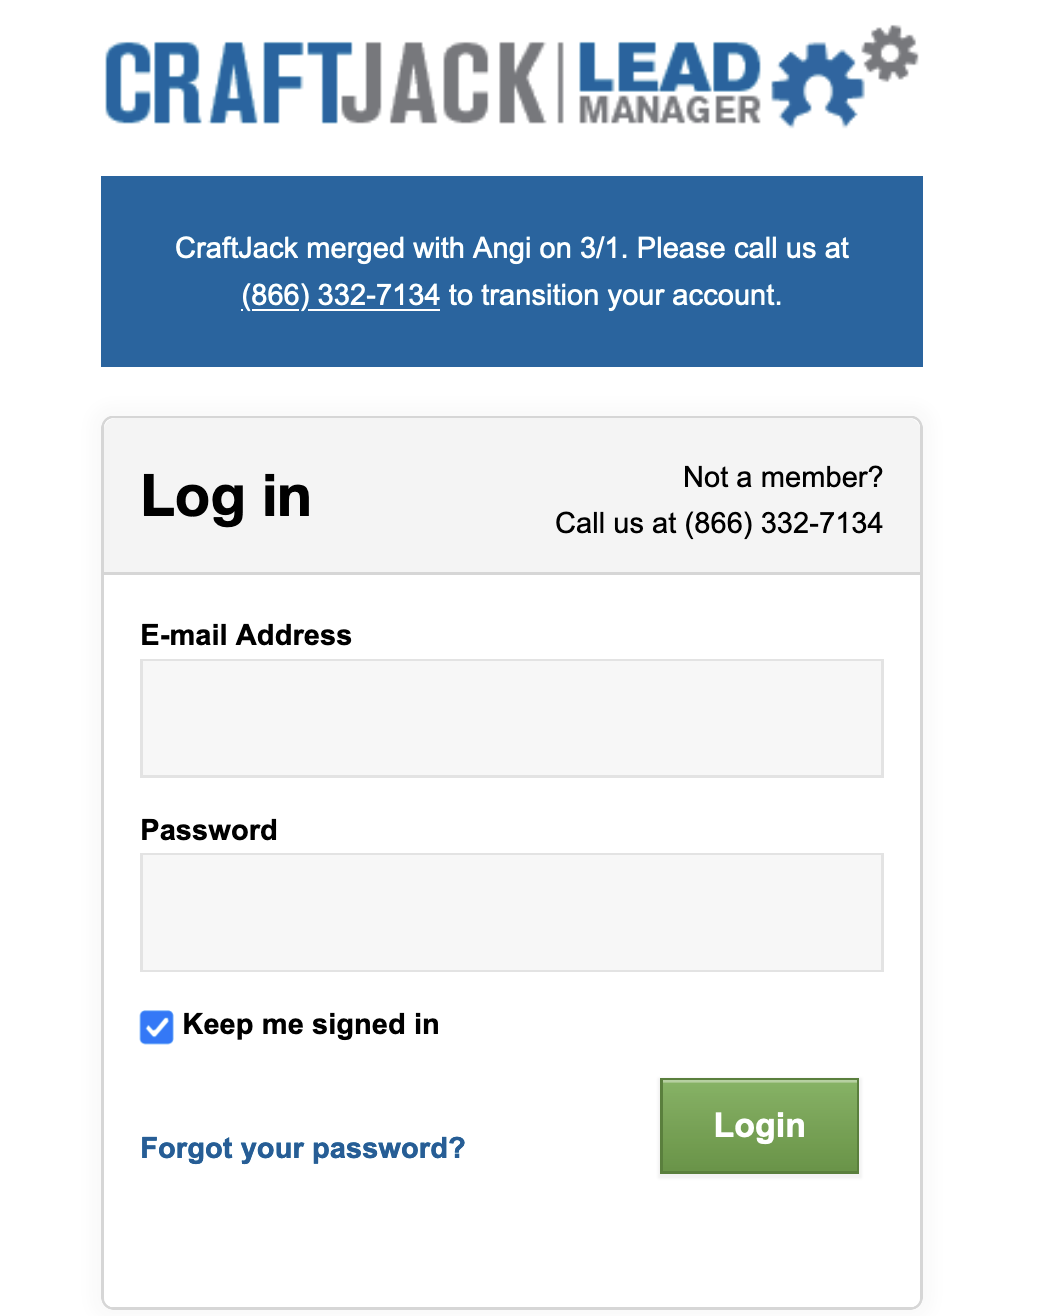 CRAFTJACK | LEAD MANAGER
CraftJack merged with Angi on 3/1. Please call us at
(866) 332-7134 to transition your account.
Log in
Not a member?
Call us at (866) 332-7134
E-mail Address
Password
Keep me signed in
Forgot your password?
Login